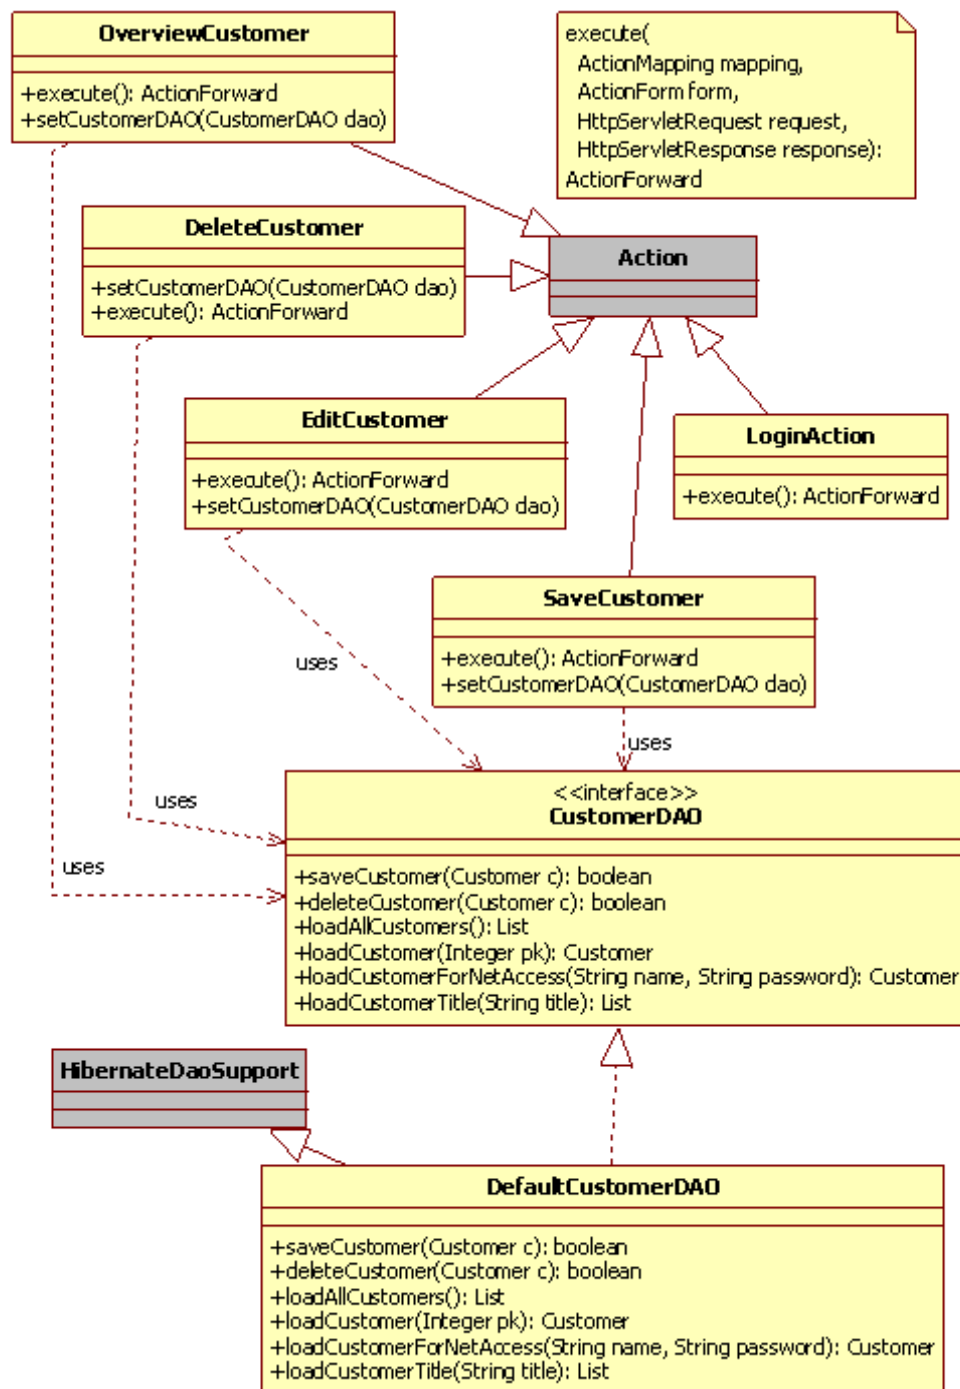 OverviewCustomer
+execute(): ActionForward
+setCustomerDAO(CustomerDAO dao)
execute(
ActionMapping mapping,
ActionForm form,
HttpServletRequest request,
HttpServletResponse response):
ActionForward
DeleteCustomer
+setCustomerDAO(CustomerDAO dao)
+execute(): ActionForward
Action
EditCustomer
+execute(): ActionForward
+setCustomerDAO(CustomerDAO dao)
LoginAction
+execute(): ActionForward
SaveCustomer
+execute(): ActionForward
+setCustomerDAO(CustomerDAO dao)
uses
uses
uses
uses
<<interface>>
CustomerDAO
+saveCustomer(Customer c): boolean
+deleteCustomer(Customer c): boolean
+loadAllCustomers(): List
+loadCustomer(Integer pk): Customer
+loadCustomerForNetAccess(String name, String password): Customer
+loadCustomerTitle(String title): List
HibernateDaoSupport
DefaultCustomerDAO
+saveCustomer(Customer c): boolean
+deleteCustomer(Customer c): boolean
+loadAllCustomers(): List
+loadCustomer(Integer pk): Customer
+loadCustomerForNetAccess(String name, String password): Customer
+loadCustomerTitle(String title): List